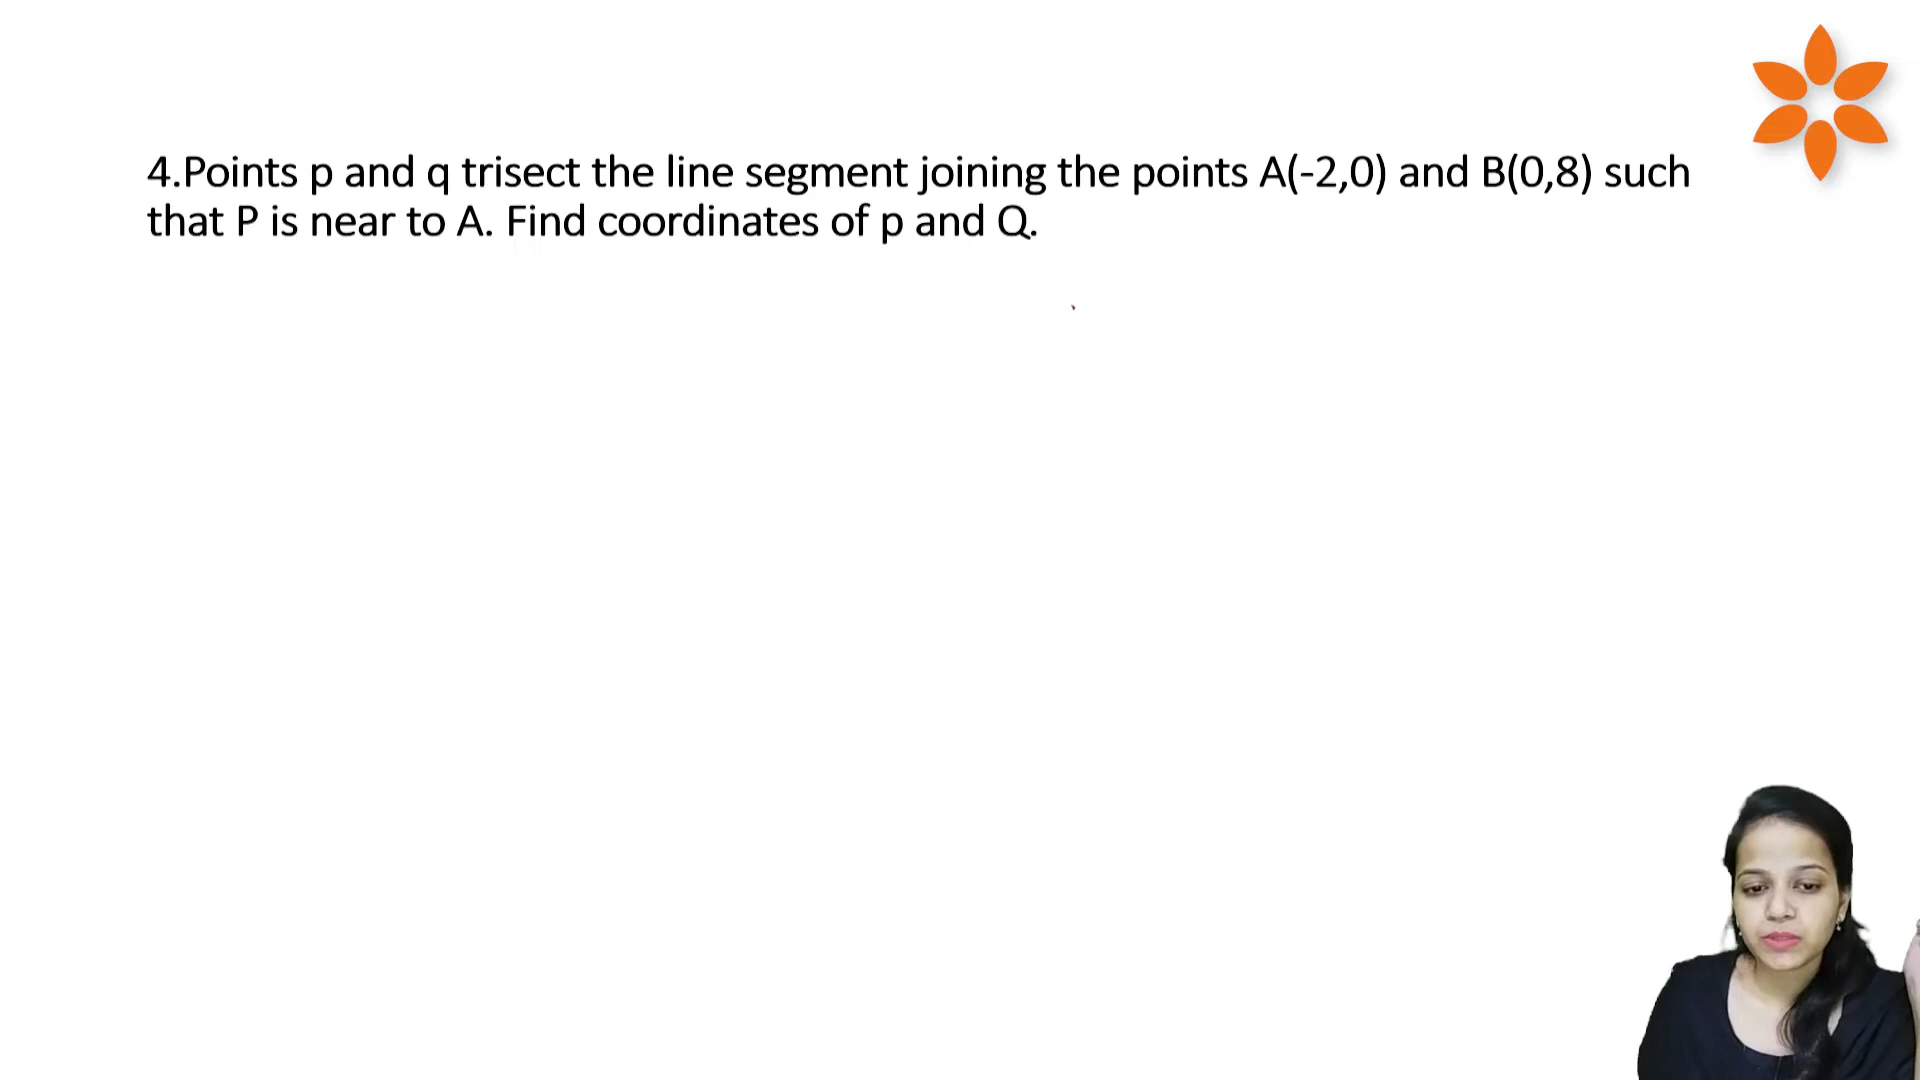 4.Points p and q trisect the line segment joining the points A(-2,0) and B(0,8) such
that P is near to A. Find coordinates of p and Q.